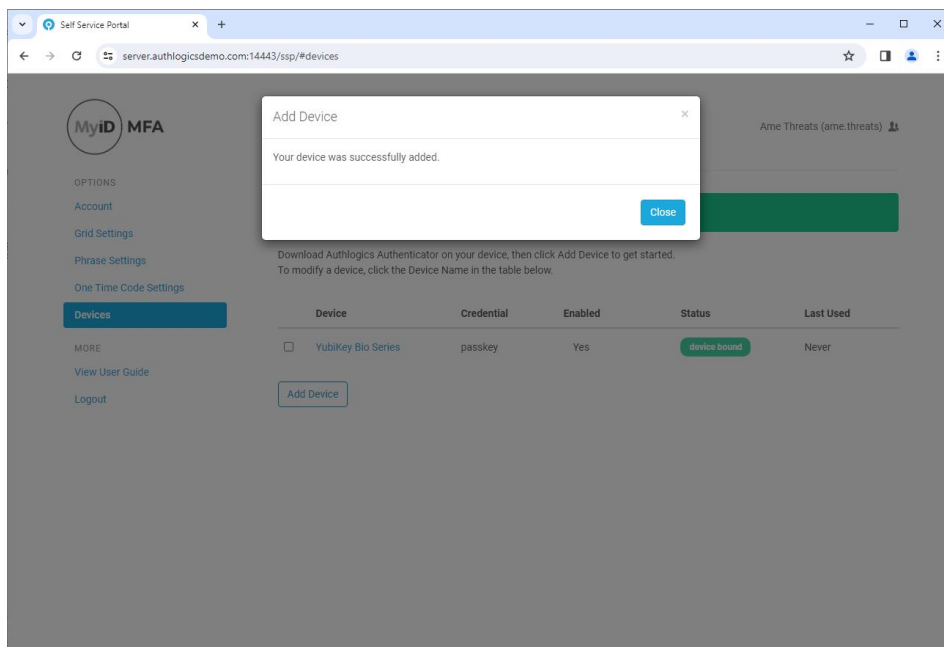 Self Service Portal
server.authlogicsdemo.com:14443/ssp/#devices
MyiD MFA
Ame Threats (ame.threats)
Add Device
×
Your device was successfully added.
Close
OPTIONS
Account
Grid Settings
Phrase Settings
One Time Code Settings
Devices
MORE
View User Guide
Logout
Download Authlogics Authenticator on your device, then click Add Device to get started.
To modify a device, click the Device Name in the table below.
Device Credential Enabled Status Last Used
YubiKey Bio Series passkey Yes device bound Never
Add Device